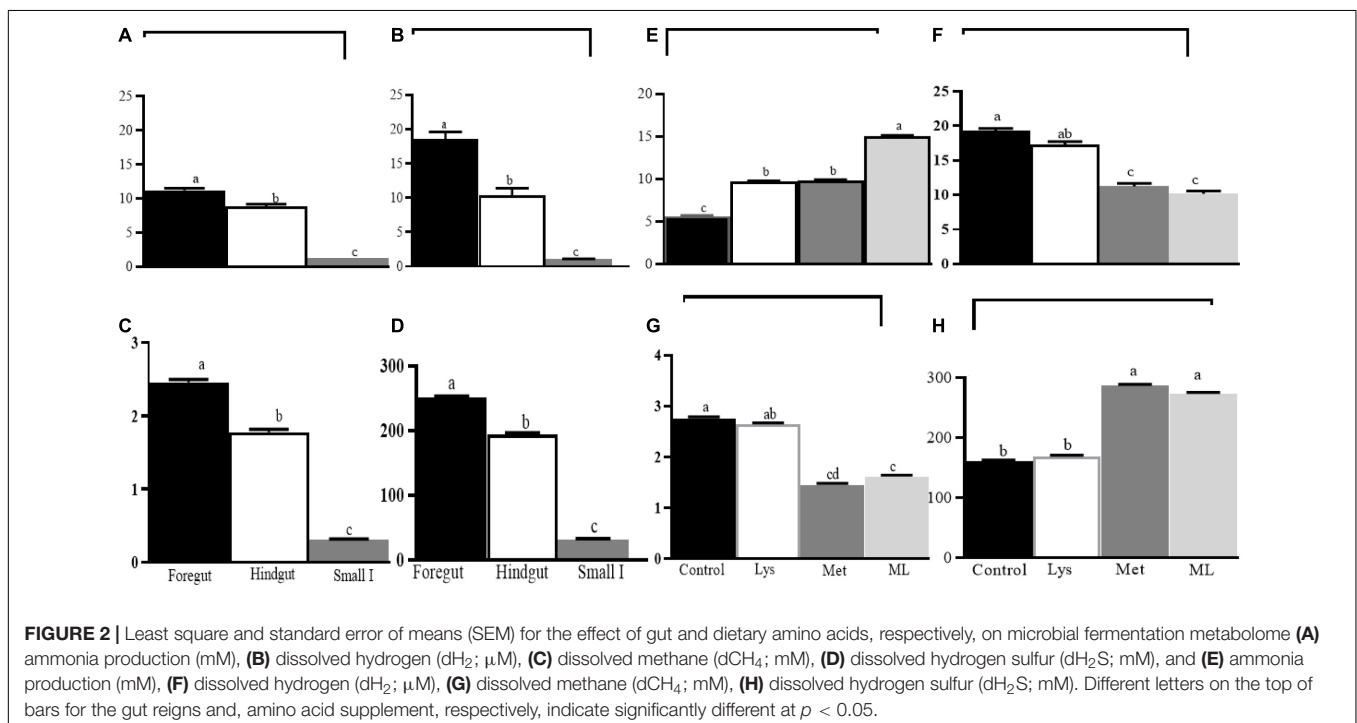 A
25
20
15
10
5
0
a
b
c
B
25
20
15
10
5
0
a
b
c
E
20
15
10
5
0
c
b
b
a
F
25
20
15
10
5
0
a
ab
c
c
C
3
2
1
0
a
b
c
Foregut Hindgut Small I
D
300
200
100
0
a
b
c
Foregut Hindgut Small I
G
4
3
2
1
0
a
ab
cd
c
Control Lys Met ML
H
300
200
100
0
b
b
a
a
Control Lys Met ML
FIGURE 2 | Least square and standard error of means (SEM) for the effect of gut and dietary amino acids, respectively, on microbial fermentation metabolome (A)
ammonia production (mM), (B) dissolved hydrogen (dH₂; μM), (C) dissolved methane (dCH₄; mM), (D) dissolved hydrogen sulfur (dH₂S; mM), and (E) ammonia
production (mM), (F) dissolved hydrogen (dH₂; μM), (G) dissolved methane (dCH₄; mM), (H) dissolved hydrogen sulfur (dH₂S; mM). Different letters on the top of
bars for the gut reigns and, amino acid supplement, respectively, indicate significantly different at p < 0.05.